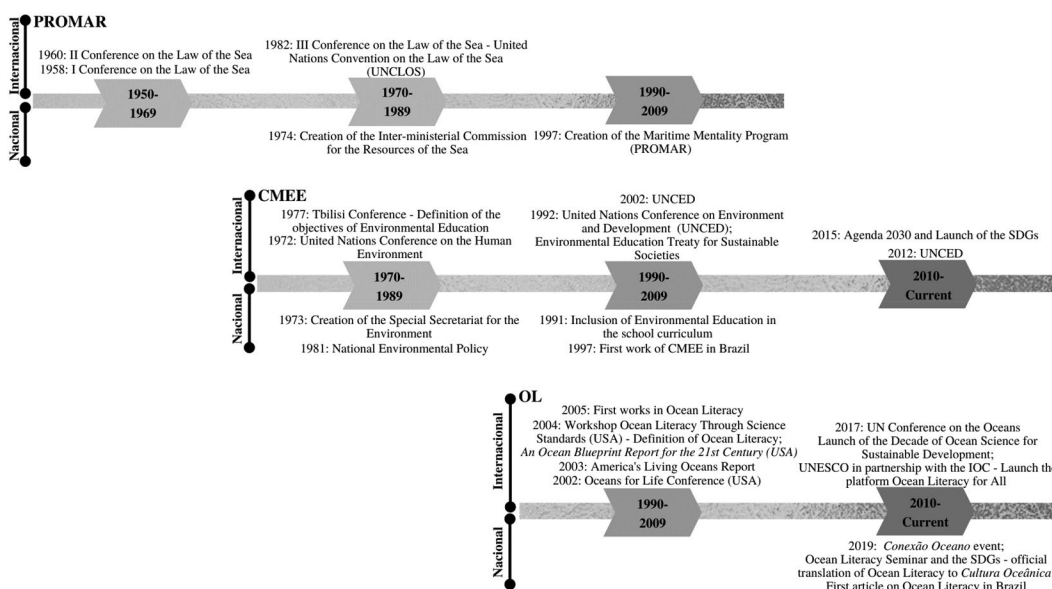 PROMAR
Internacional
Nacional
1960: II Conference on the Law of the Sea
1958: I Conference on the Law of the Sea
1950-
1969
1982: III Conference on the Law of the Sea - United
Nations Convention on the Law of the Sea
(UNCLOS)
1970-
1989
1974: Creation of the Inter-ministerial Commission
for the Resources of the Sea
1990-
2009
1997: Creation of the Maritime Mentality Program
(PROMAR)
CMEE
Internacional
Nacional
1977: Tbilisi Conference - Definition of the
objectives of Environmental Education
1972: United Nations Conference on the Human
Environment
1970-
1989
1973: Creation of the Special Secretariat for the
Environment
1981: National Environmental Policy
2002: UNCED
1992: United Nations Conference on Environment
and Development (UNCED);
Environmental Education Treaty for Sustainable
Societies
1990-
2009
1991: Inclusion of Environmental Education in
the school curriculum
1997: First work of CMEE in Brazil
2015: Agenda 2030 and Launch of the SDGs
2012: UNCED
2010-
Current
OL
Internacional
Nacional
2005: First works in Ocean Literacy
2004: Workshop Ocean Literacy Through Science
Standards (USA) - Definition of Ocean Literacy;
An Ocean Blueprint Report for the 21st Century (USA)
2003: America's Living Oceans Report
2002: Oceans for Life Conference (USA)
1990-
2009
2017: UN Conference on the Oceans
Launch of the Decade of Ocean Science for
Sustainable Development;
UNESCO in partnership with the IOC - Launch the
platform Ocean Literacy for All
2010-
Current
2019: Conexão Oceano event;
Ocean Literacy Seminar and the SDGs - official
translation of Ocean Literacy to Cultura Oceânica
First article on Ocean Literacy in Brazil